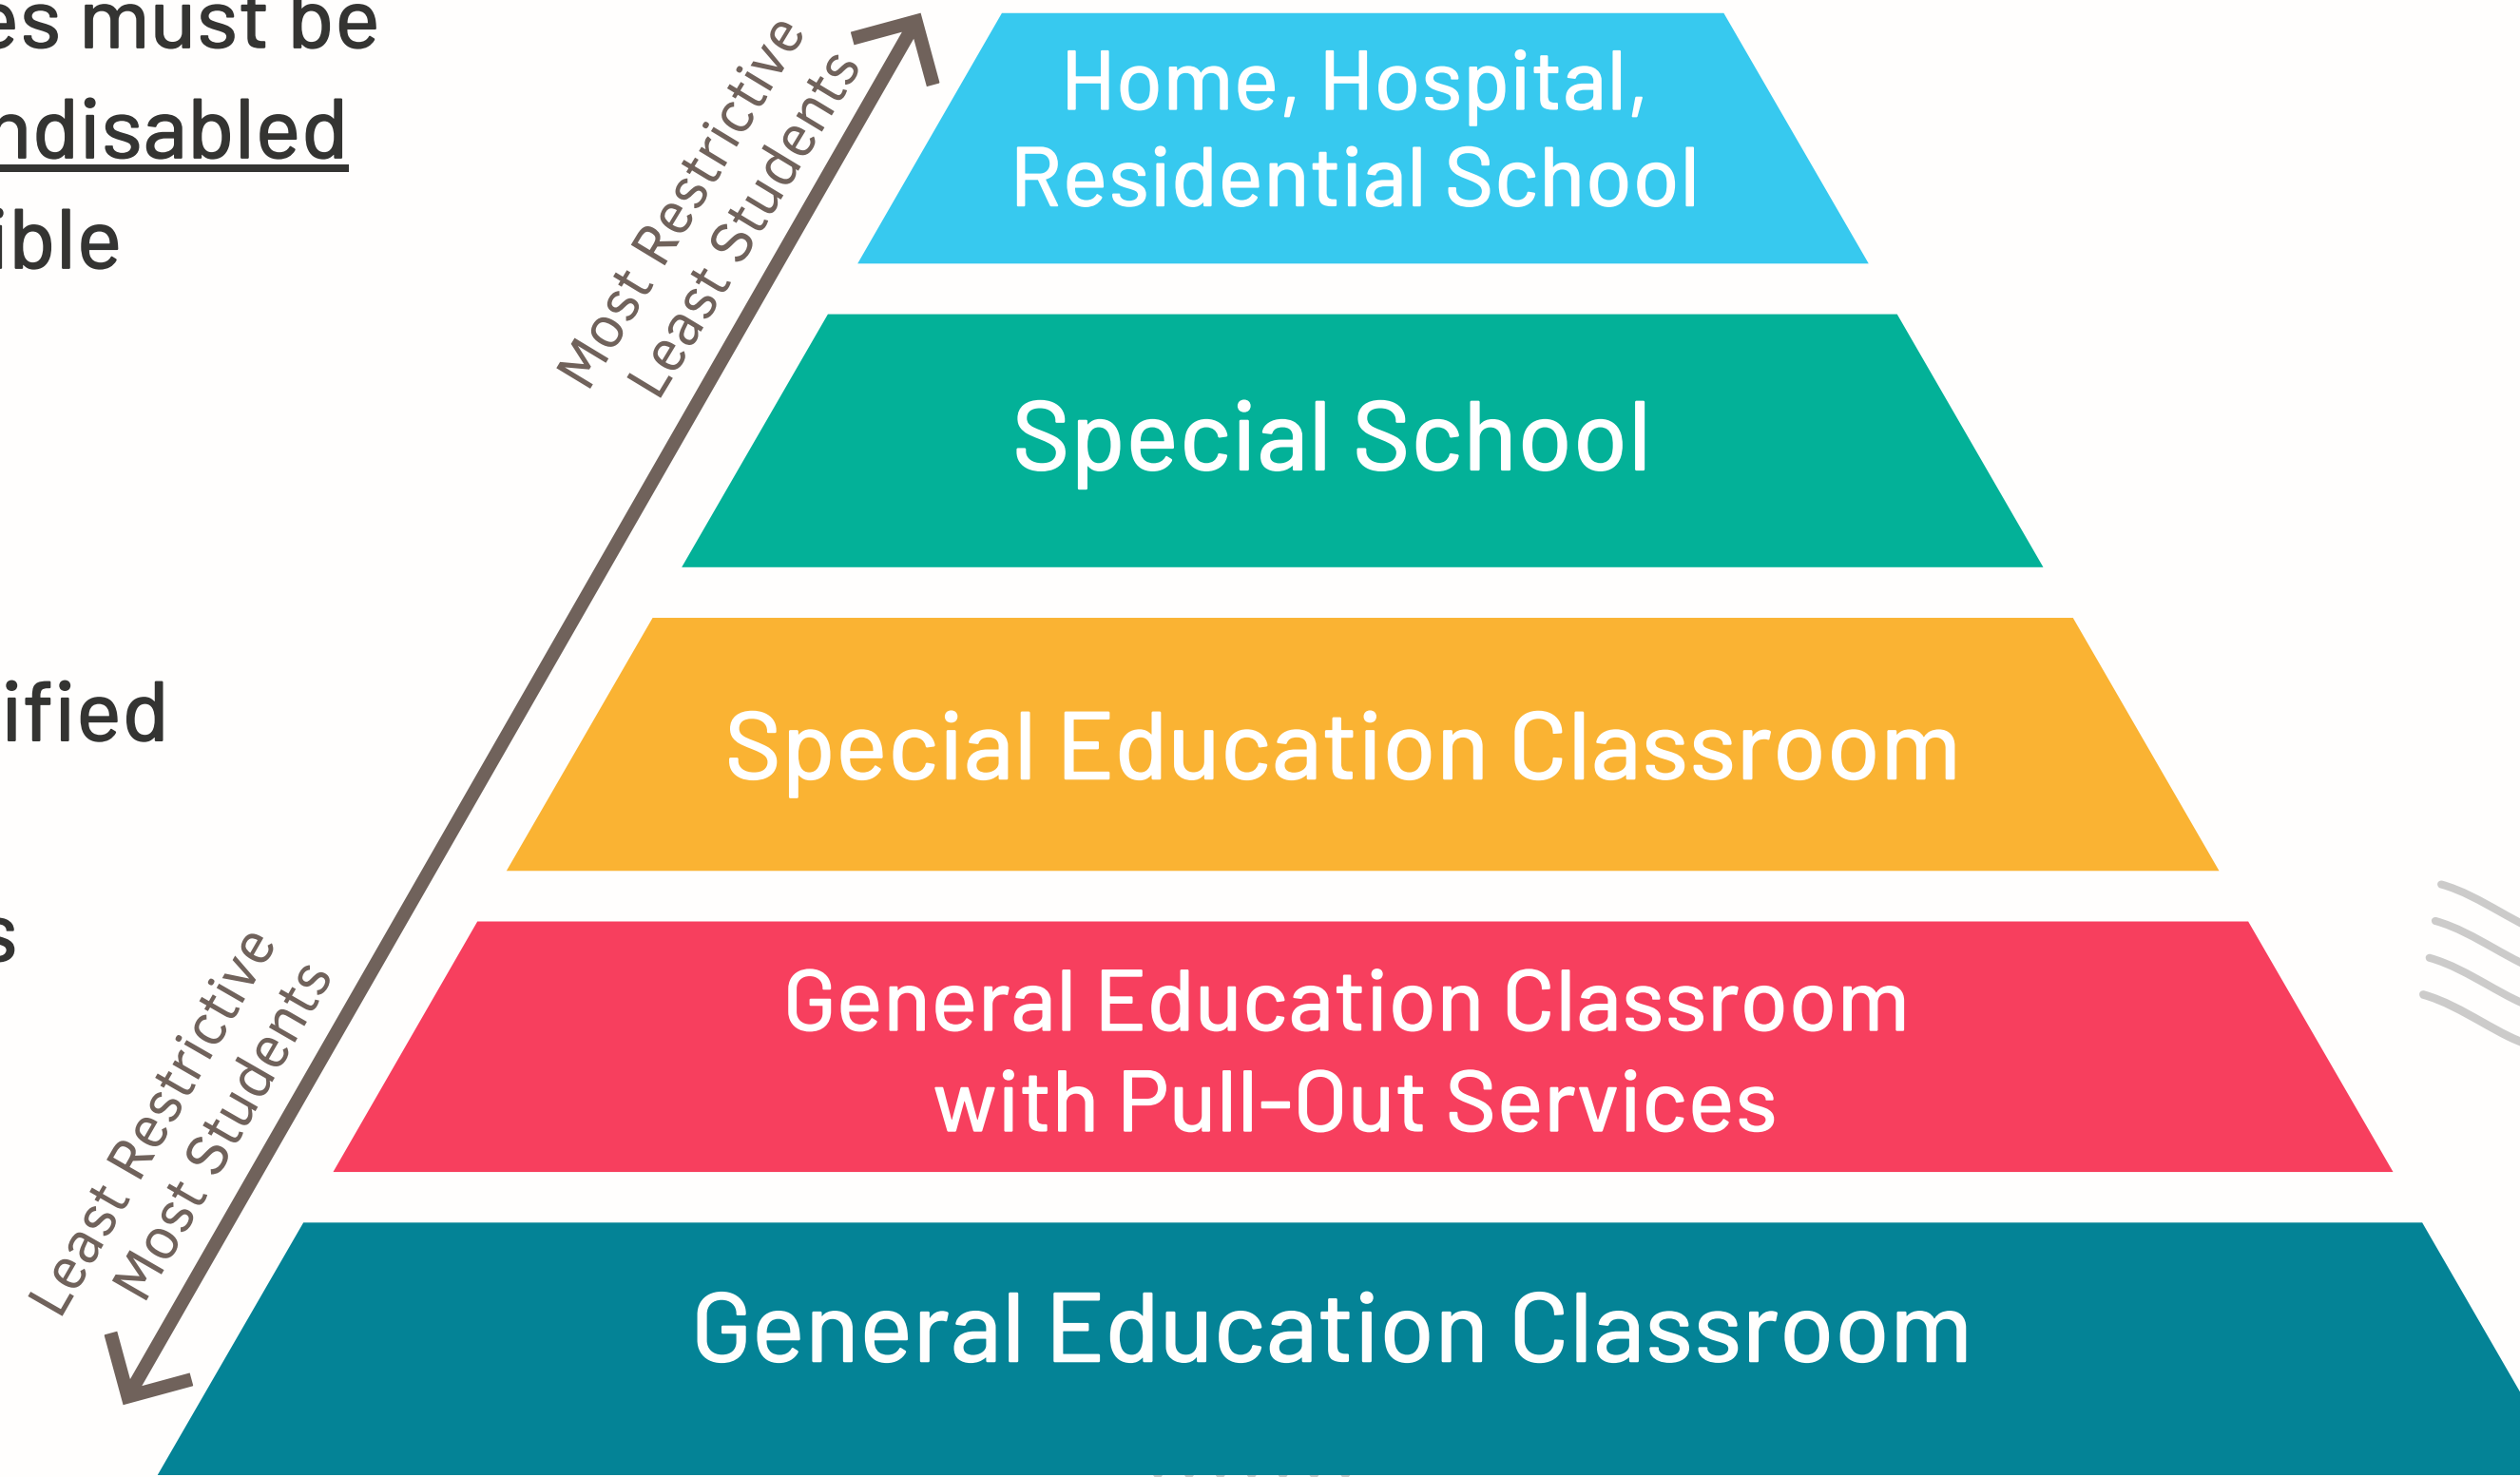 es must be
ndisabled
ible
ified
s
Most Restrictive
Least Students
Least Restrictive
Most Students
Home, Hospital,
Residential School
Special School
Special Education Classroom
General Education Classroom
with Pull-Out Services
General Education Classroom